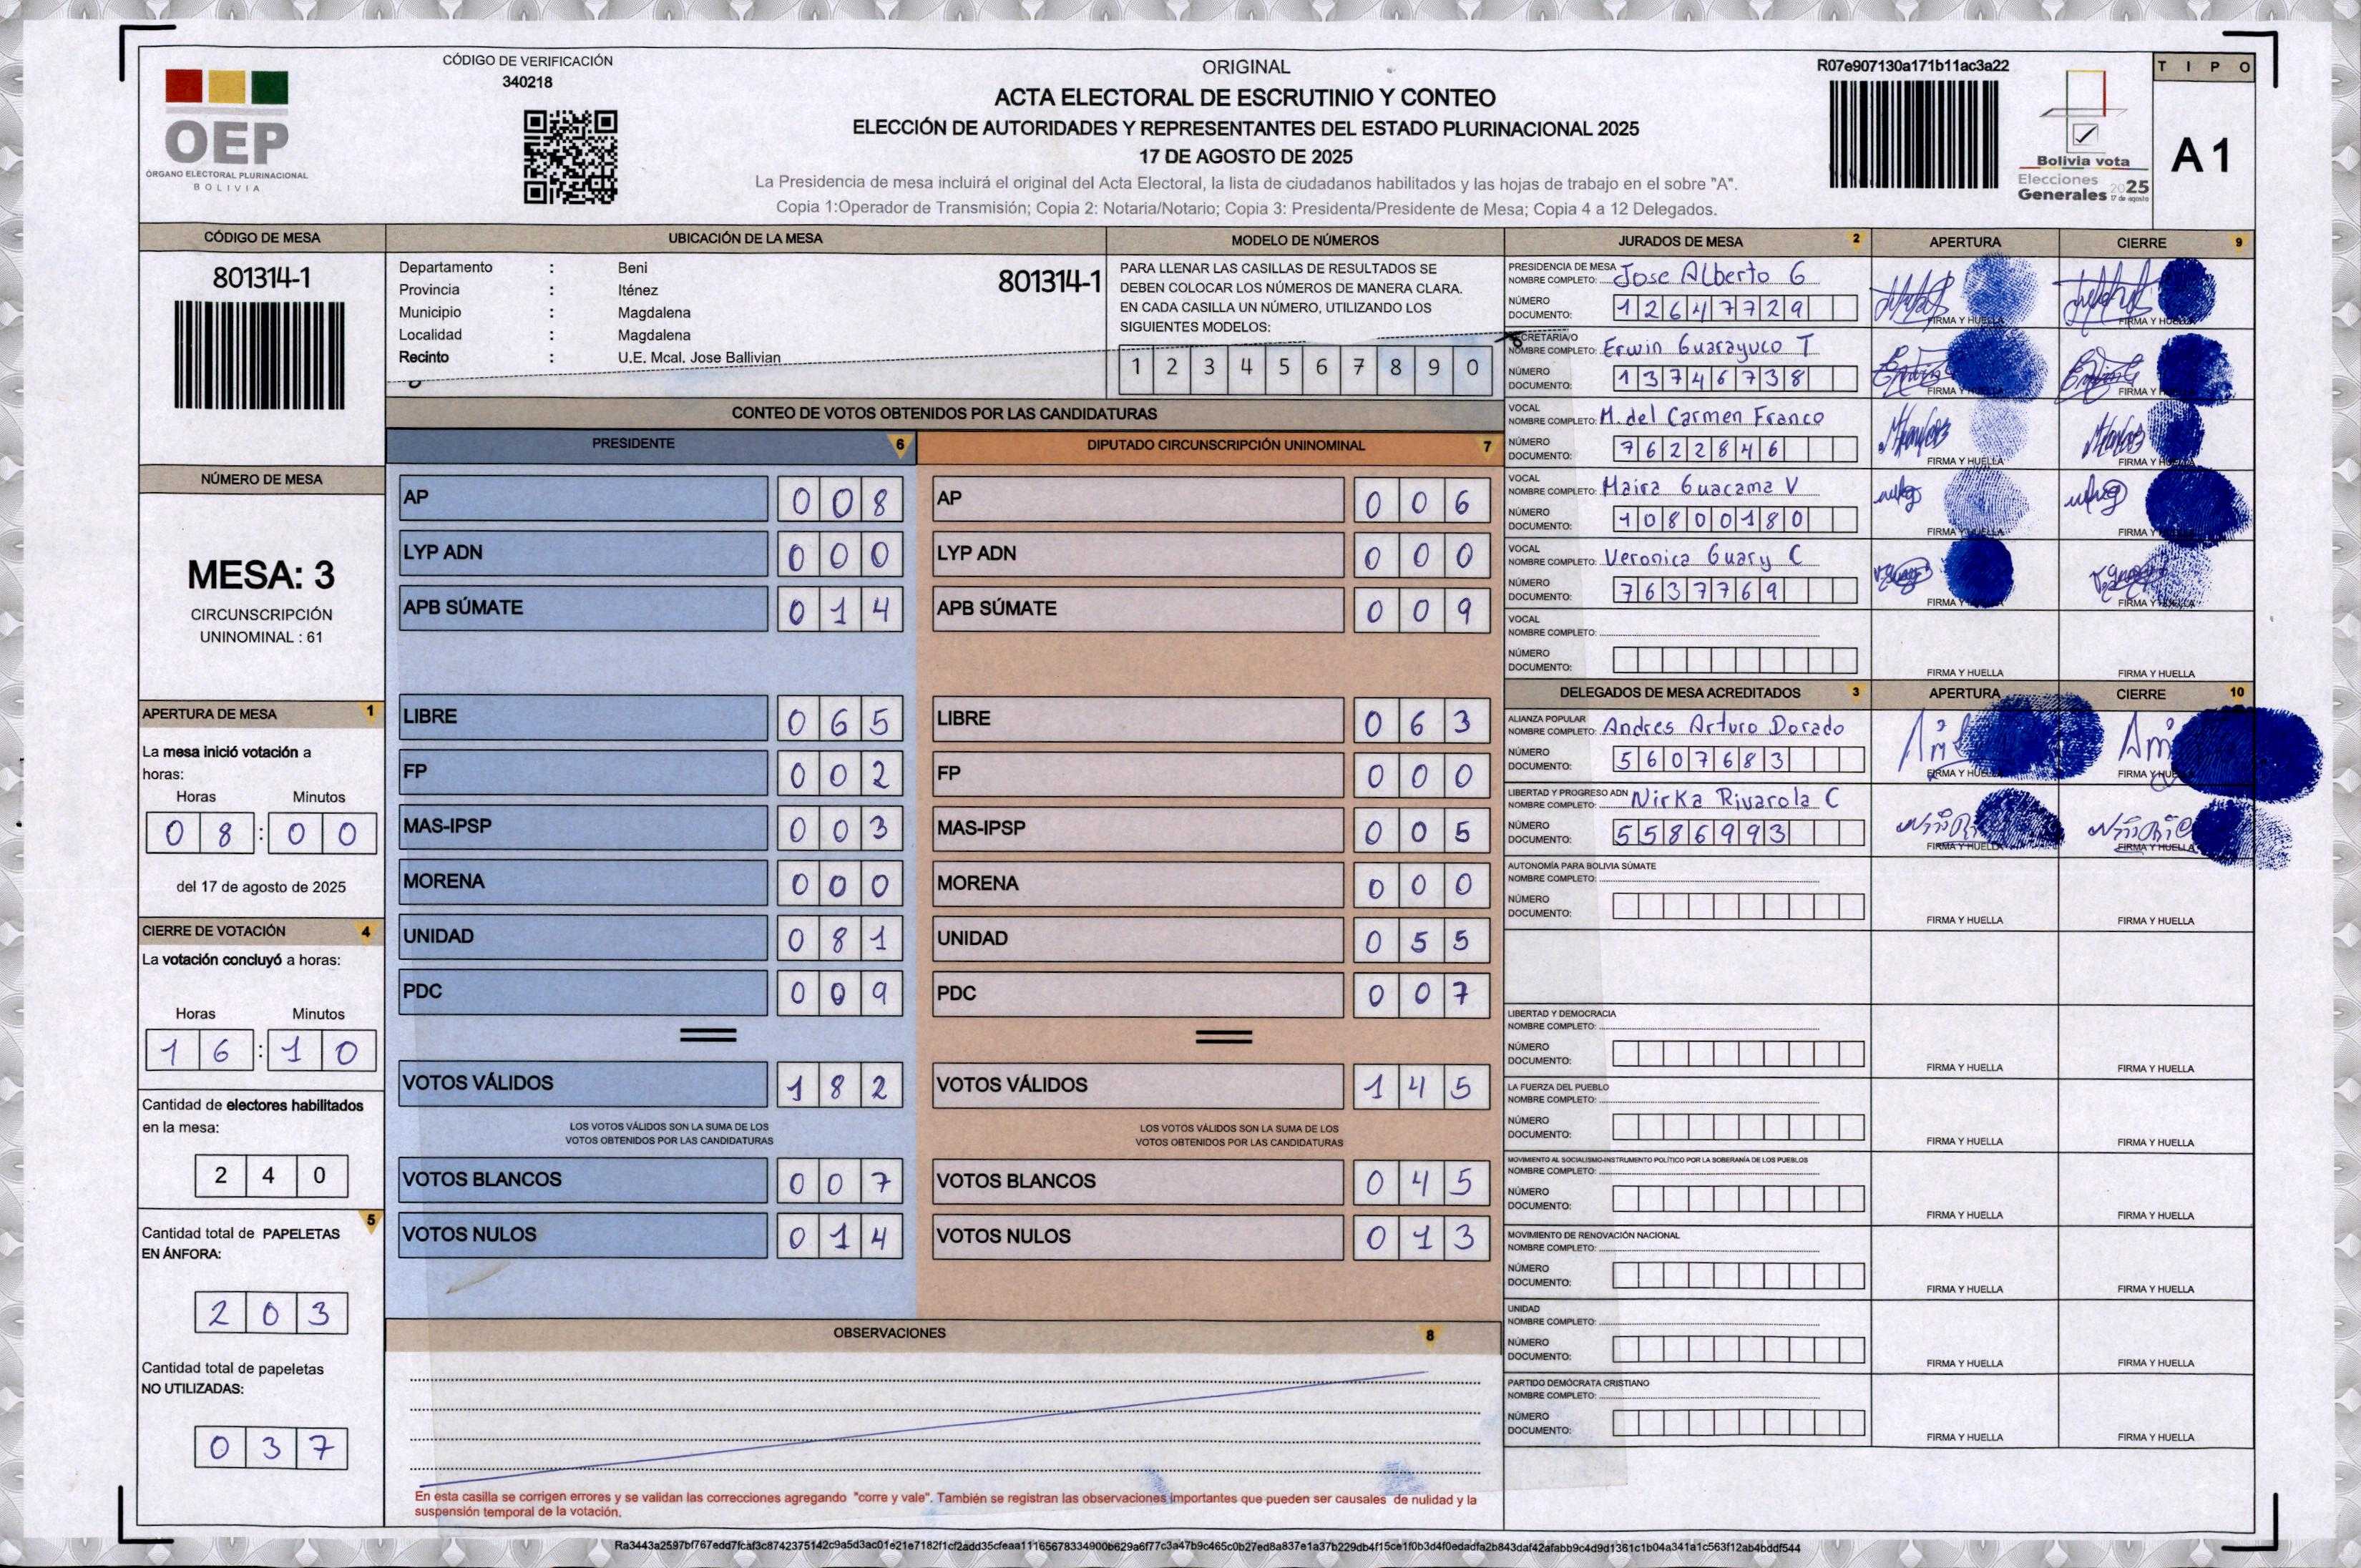 CÓDIGO DE VERIFICACIÓN
340218
OEP
ÓRGANO ELECTORAL PLURINACIONAL
BOLIVIA
ORIGINAL
ACTA ELECTORAL DE ESCRUTINIO Y CONTEO
ELECCIÓN DE AUTORIDADES Y REPRESENTANTES DEL ESTADO PLURINACIONAL 2025
17 DE AGOSTO DE 2025
La Presidencia de mesa incluirá el original del Acta Electoral, la lista de ciudadanos habilitados y las hojas de trabajo en el sobre "A".
Copia 1:Operador de Transmisión; Copia 2: Notaria/Notario; Copia 3: Presidenta/Presidente de Mesa; Copia 4 a 12 Delegados.
R07e907130a171b11ac3a22
Bolivia vota
Elecciones
Generales 2025
17 de agosto
TIPO
A 1
CÓDIGO DE MESA
801314-1
NÚMERO DE MESA
MESA: 3
CIRCUNSCRIPCIÓN
UNINOMINAL : 61
APERTURA DE MESA 1
La mesa inició votación a
horas:
Horas Minutos
08:00
del 17 de agosto de 2025
CIERRE DE VOTACIÓN 4
La votación concluyó a horas:
Horas Minutos
16:10
Cantidad de electores habilitados
en la mesa:
240
Cantidad total de PAPELETAS 5
EN ÁNFORA:
203
Cantidad total de papeletas
NO UTILIZADAS:
037
UBICACIÓN DE LA MESA
Departamento : Beni 801314-1
Provincia : Iténez
Municipio : Magdalena
Localidad : Magdalena
Recinto : U.E. Mcal. Jose Ballivian
MODELO DE NÚMEROS
PARA LLENAR LAS CASILLAS DE RESULTADOS SE
DEBEN COLOCAR LOS NÚMEROS DE MANERA CLARA.
EN CADA CASILLA UN NÚMERO, UTILIZANDO LOS
SIGUIENTES MODELOS:
1 2 3 4 5 6 7 8 9 0
CONTEO DE VOTOS OBTENIDOS POR LAS CANDIDATURAS
PRESIDENTE 6
AP 008
LYP ADN 000
APB SÚMATE 014
LIBRE 065
FP 002
MAS-IPSP 003
MORENA 000
UNIDAD 081
PDC 009
VOTOS VÁLIDOS 182
LOS VOTOS VÁLIDOS SON LA SUMA DE LOS
VOTOS OBTENIDOS POR LAS CANDIDATURAS
VOTOS BLANCOS 007
VOTOS NULOS 014
DIPUTADO CIRCUNSCRIPCIÓN UNINOMINAL 7
AP 006
LYP ADN 000
APB SÚMATE 009
LIBRE 063
FP 000
MAS-IPSP 005
MORENA 000
UNIDAD 055
PDC 007
VOTOS VÁLIDOS 145
LOS VOTOS VÁLIDOS SON LA SUMA DE LOS
VOTOS OBTENIDOS POR LAS CANDIDATURAS
VOTOS BLANCOS 045
VOTOS NULOS 013
OBSERVACIONES 8
En esta casilla se corrigen errores y se validan las correcciones agregando "corre y vale". También se registran las observaciones importantes que pueden ser causales de nulidad y la
suspensión temporal de la votación.
JURADOS DE MESA 2 APERTURA CIERRE 9
PRESIDENCIA DE MESA
NOMBRE COMPLETO: Jose Alberto G
NÚMERO
DOCUMENTO: 12647729 FIRMA Y HUELLA FIRMA Y HUELLA
SECRETARIA/O
NOMBRE COMPLETO: Erwin Guarayuco T
NÚMERO
DOCUMENTO: 13746738 FIRMA Y HUELLA FIRMA Y HUELLA
VOCAL
NOMBRE COMPLETO: M. del Carmen Franco
NÚMERO
DOCUMENTO: 7622846 FIRMA Y HUELLA FIRMA Y HUELLA
VOCAL
NOMBRE COMPLETO: Maira Guacama V
NÚMERO
DOCUMENTO: 10800180 FIRMA Y HUELLA FIRMA Y HUELLA
VOCAL
NOMBRE COMPLETO: Veronica Guary C
NÚMERO
DOCUMENTO: 7637769 FIRMA Y HUELLA FIRMA Y HUELLA
VOCAL
NOMBRE COMPLETO:
NÚMERO
DOCUMENTO: FIRMA Y HUELLA FIRMA Y HUELLA
DELEGADOS DE MESA ACREDITADOS 3 APERTURA CIERRE 10
ALIANZA POPULAR
NOMBRE COMPLETO: Andres Arturo Dorado
NÚMERO
DOCUMENTO: 5607683 FIRMA Y HUELLA FIRMA Y HUELLA
LIBERTAD Y PROGRESO ADN
NOMBRE COMPLETO: Nirka Rivarola C
NÚMERO
DOCUMENTO: 5586993 FIRMA Y HUELLA FIRMA Y HUELLA
AUTONOMÍA PARA BOLIVIA SÚMATE
NOMBRE COMPLETO:
NÚMERO
DOCUMENTO: FIRMA Y HUELLA FIRMA Y HUELLA
LIBERTAD Y DEMOCRACIA
NOMBRE COMPLETO:
NÚMERO
DOCUMENTO: FIRMA Y HUELLA FIRMA Y HUELLA
LA FUERZA DEL PUEBLO
NOMBRE COMPLETO:
NÚMERO
DOCUMENTO: FIRMA Y HUELLA FIRMA Y HUELLA
MOVIMIENTO AL SOCIALISMO-INSTRUMENTO POLÍTICO POR LA SOBERANÍA DE LOS PUEBLOS
NOMBRE COMPLETO:
NÚMERO
DOCUMENTO: FIRMA Y HUELLA FIRMA Y HUELLA
MOVIMIENTO DE RENOVACIÓN NACIONAL
NOMBRE COMPLETO:
NÚMERO
DOCUMENTO: FIRMA Y HUELLA FIRMA Y HUELLA
UNIDAD
NOMBRE COMPLETO:
NÚMERO
DOCUMENTO: FIRMA Y HUELLA FIRMA Y HUELLA
PARTIDO DEMÓCRATA CRISTIANO
NOMBRE COMPLETO:
NÚMERO
DOCUMENTO: FIRMA Y HUELLA FIRMA Y HUELLA